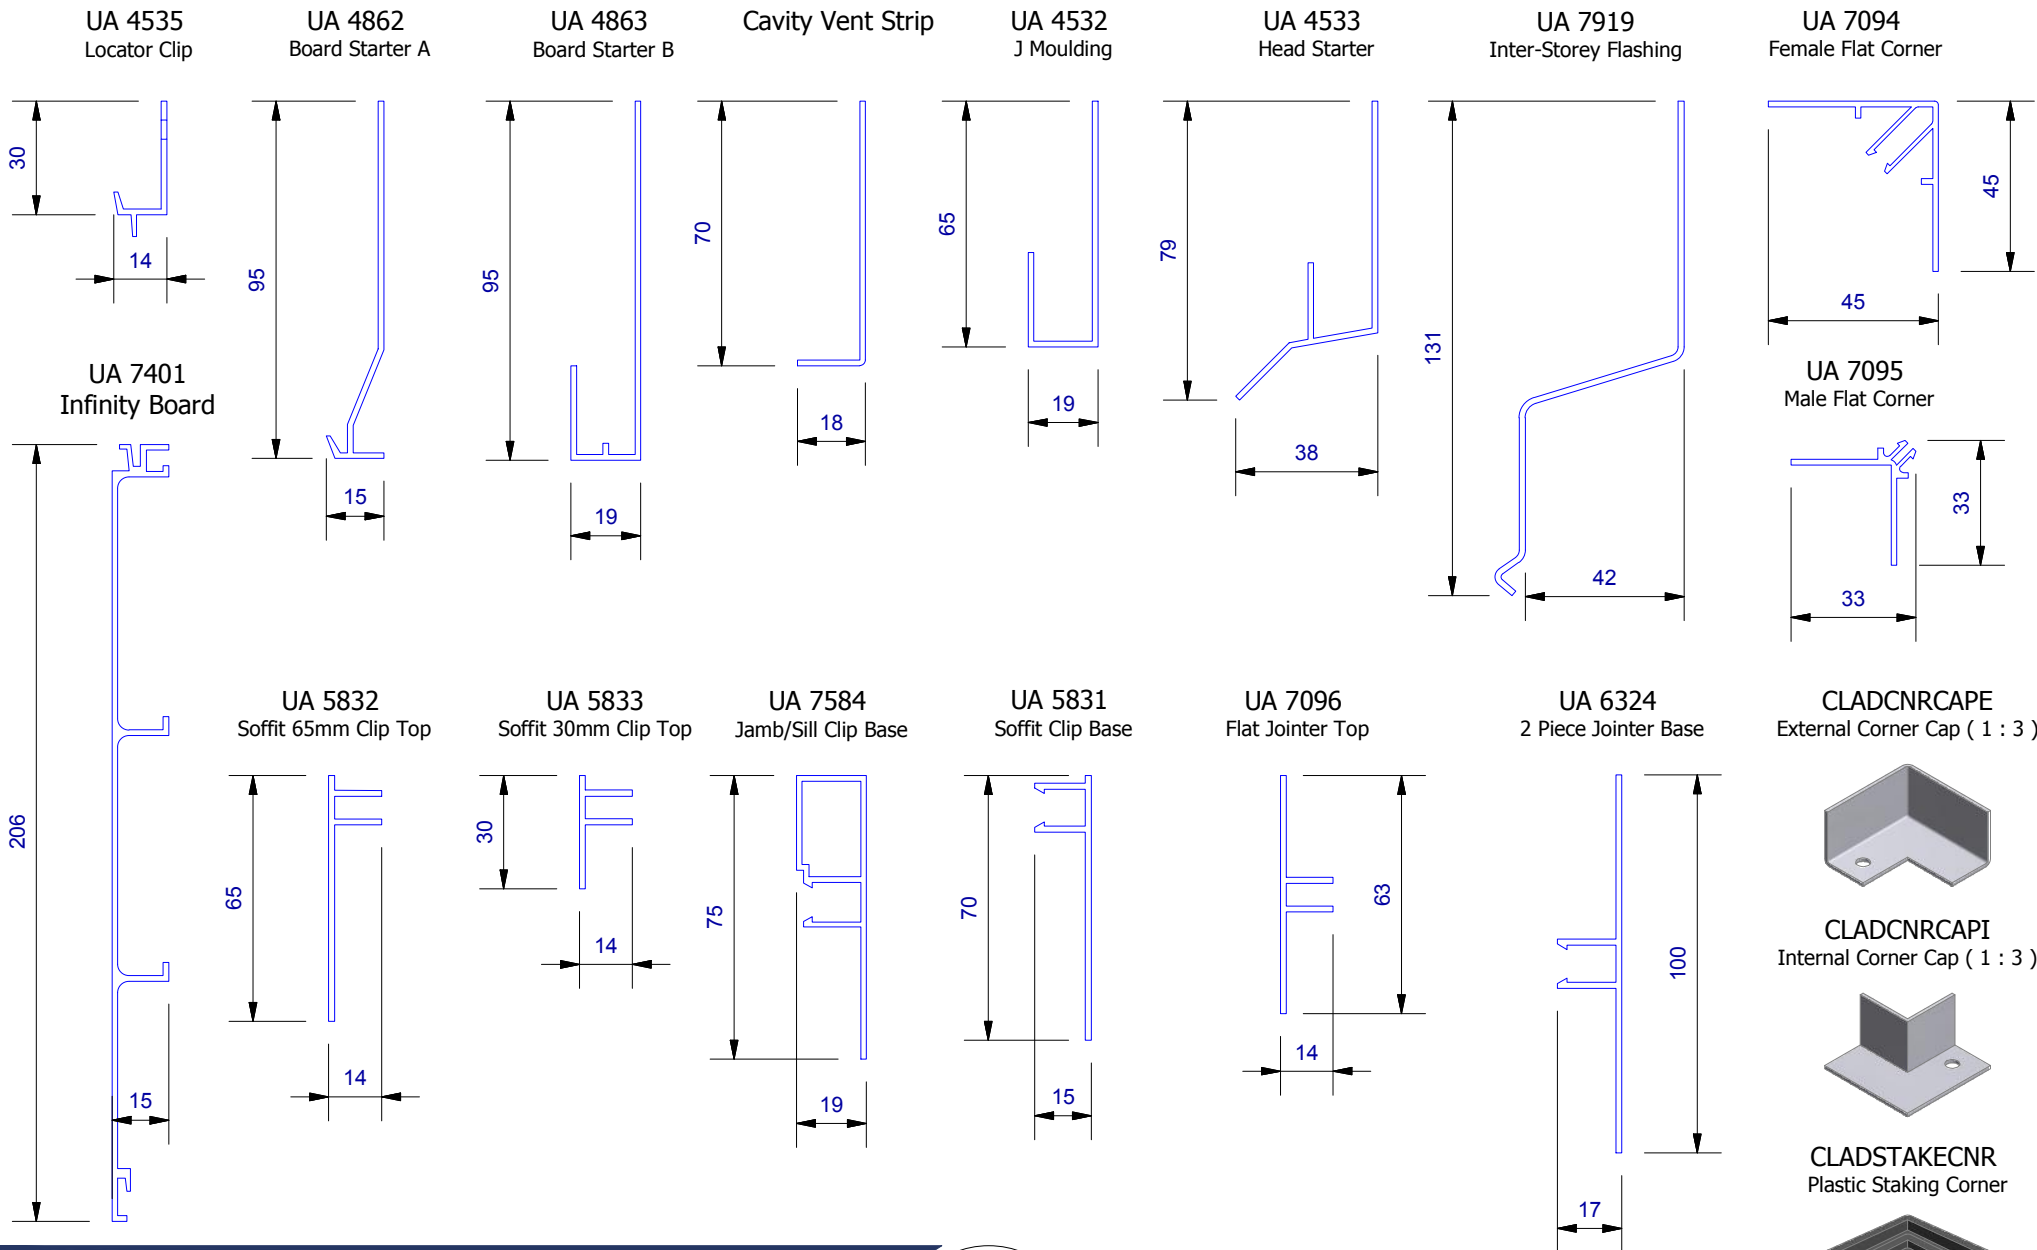 UA 4535
Locator Clip
UA 4862
Board Starter A
UA 4863
Board Starter B
Cavity Vent Strip
UA 4532
J Moulding
UA 4533
Head Starter
UA 7919
Inter-Storey Flashing
UA 7094
Female Flat Corner
30
14
95
15
95
19
70
18
65
19
79
38
131
42
45
45
UA 7401
Infinity Board
206
15
UA 7095
Male Flat Corner
33
33
UA 5832
Soffit 65mm Clip Top
65
14
UA 5833
Soffit 30mm Clip Top
30
14
UA 7584
Jamb/Sill Clip Base
75
19
UA 5831
Soffit Clip Base
70
15
UA 7096
Flat Jointer Top
63
14
UA 6324
2 Piece Jointer Base
100
17
CLADCNRCAPE
External Corner Cap ( 1 : 3 )
CLADCNRCAPI
Internal Corner Cap ( 1 : 3 )
CLADSTAKECNR
Plastic Staking Corner